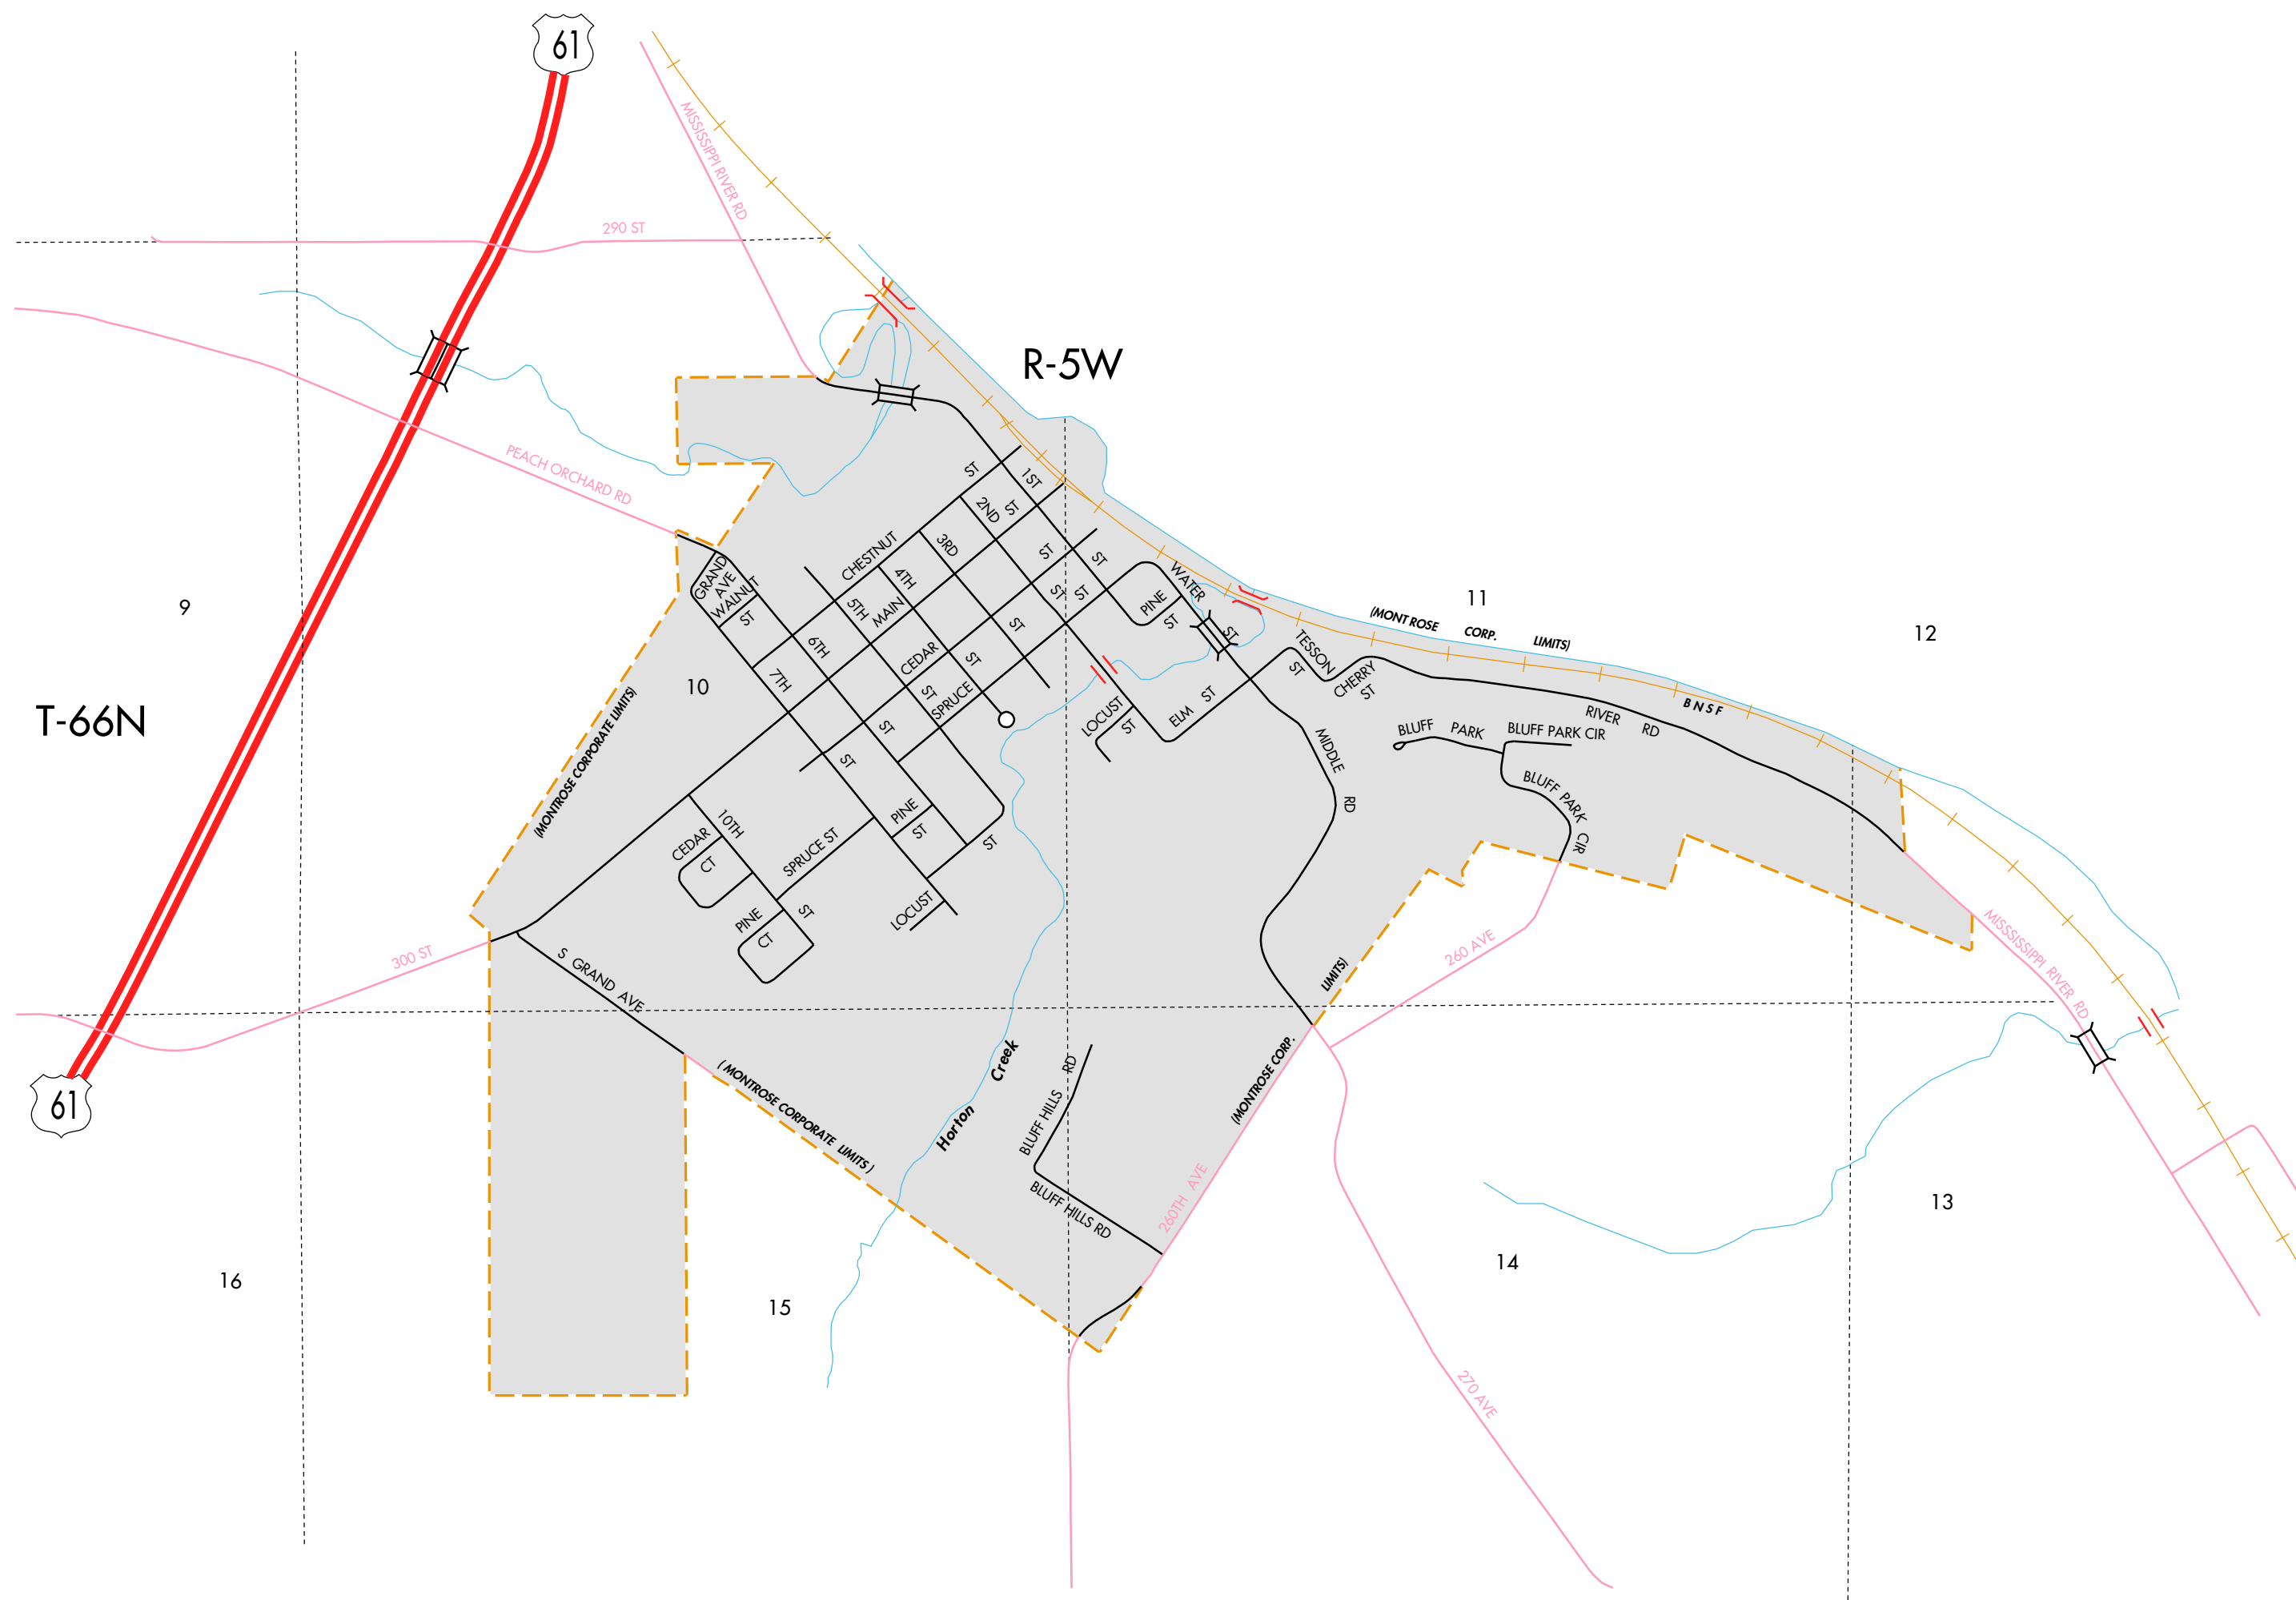 61
MISSISSIPPI RIVER RD
290 ST
R-5W
PEACH ORCHARD RD
ST
1ST
2ND
ST
3RD
CHESTNUT
ST
ST
4TH
GRAND
AVE
WALNUT
ST
5TH
MAIN
ST
ST
WATER
PINE
ST
ST
9
11
(MONT ROSE CORP. LIMITS)
12
6TH
ST
TESSON
ST
CHERRY
ST
CEDAR
ST
7TH
10
T-66N
ST
SPRUCE
LOCUST
ST
ELM ST
BNSF
RIVER RD
BLUFF PARK
BLUFF PARK CIR
ST
ST
MIDDLE
RD
(MONTROSE CORPORATE LIMITS)
BLUFF PARK
CIR
10TH
PINE
ST
CEDAR
CT
SPRUCE ST
ST
PINE
CT
ST
LOCUST
300 ST
S GRAND AVE
260 AVE
LIMITS)
MISSSISSIPPI RIVER RD
61
Horton Creek
(MONTROSE CORPORATE LIMITS)
BLUFF HILLS RD
(MONTROSE CORP.
BLUFF HILLS RD
260TH AVE
13
16
14
15
270 AVE